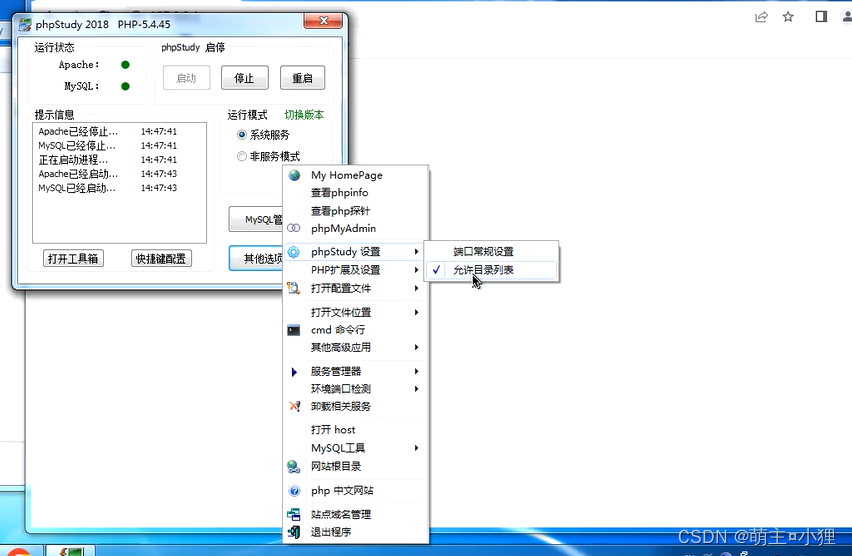 phpStudy 2018 PHP-5.4.45
运行状态
Apache:
MySQL:
phpStudy 启停
启动
停止
重启
提示信息
Apache已经停止... 14:47:41
MySQL已经停止... 14:47:41
正在启动进程... 14:47:41
Apache已经启动... 14:47:43
MySQL已经启动... 14:47:43
运行模式
切换版本
系统服务
非服务模式
MySQL管
打开工具箱
快捷键配置
其他选项
My HomePage
查看phpinfo
查看php探针
phpMyAdmin
phpStudy 设置
PHP扩展及设置
打开配置文件
打开文件位置
cmd 命令行
其他高级应用
服务管理器
环境端口检测
卸载相关服务
打开 host
MySQL工具
网站根目录
php 中文网站
站点域名管理
退出程序
端口常规设置
允许目录列表
CSDN @萌主¤小狸